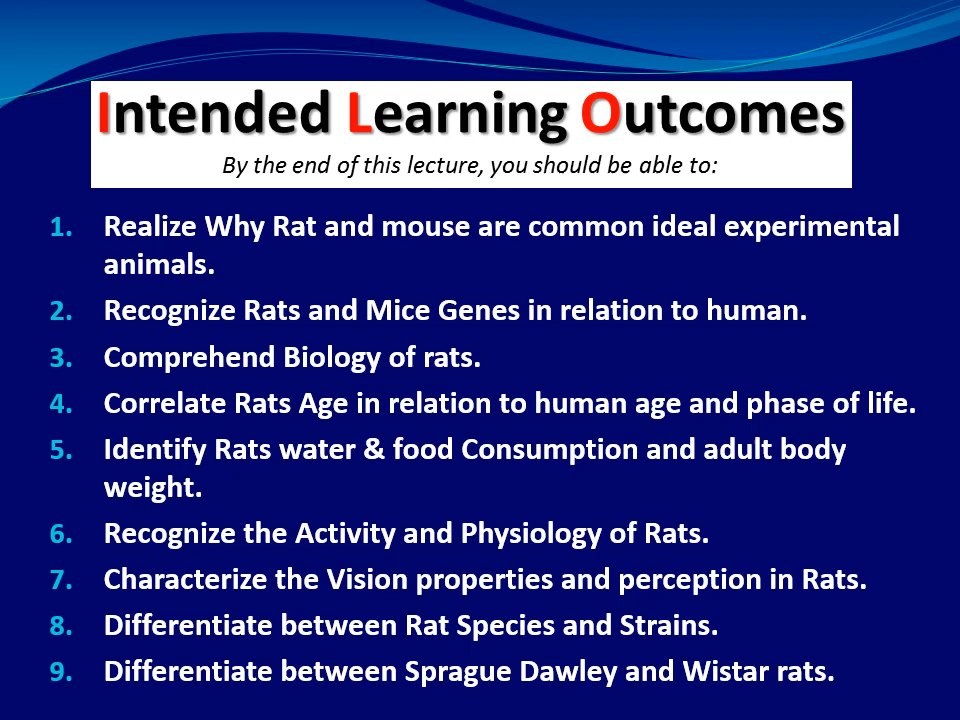 Intended Learning Outcomes
By the end of this lecture, you should be able to:
1. Realize Why Rat and mouse are common ideal experimental
animals.
2. Recognize Rats and Mice Genes in relation to human.
3. Comprehend Biology of rats.
4. Correlate Rats Age in relation to human age and phase of life.
5. Identify Rats water & food Consumption and adult body
weight.
6. Recognize the Activity and Physiology of Rats.
7. Characterize the Vision properties and perception in Rats.
8. Differentiate between Rat Species and Strains.
9. Differentiate between Sprague Dawley and Wistar rats.